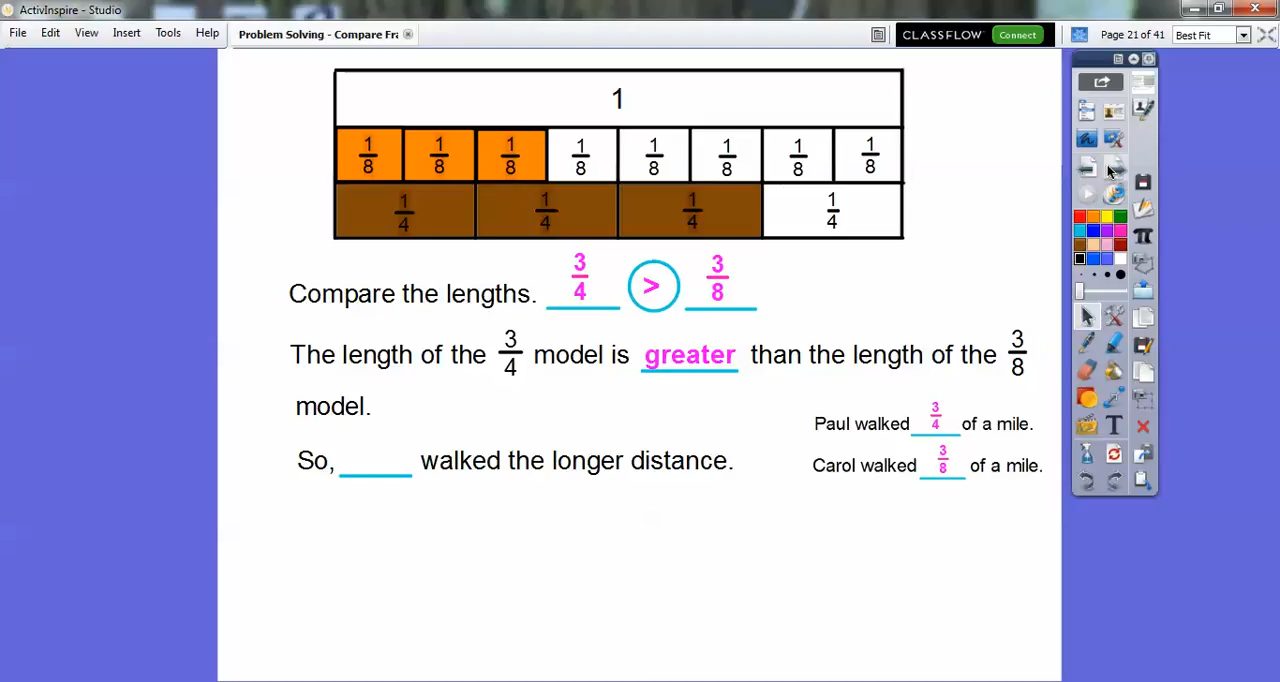 ActivInspire - Studio
File Edit View Insert Tools Help Problem Solving - Compare Fra CLASSFLOW Connect Page 21 of 41 Best Fit
1
1/8 1/8 1/8 1/8 1/8 1/8 1/8 1/8
1/4 1/4 1/4 1/4
Compare the lengths. 3/4 > 3/8
The length of the 3/4 model is greater than the length of the 3/8
model.
Paul walked 3/4 of a mile.
So, ____ walked the longer distance.
Carol walked 3/8 of a mile.